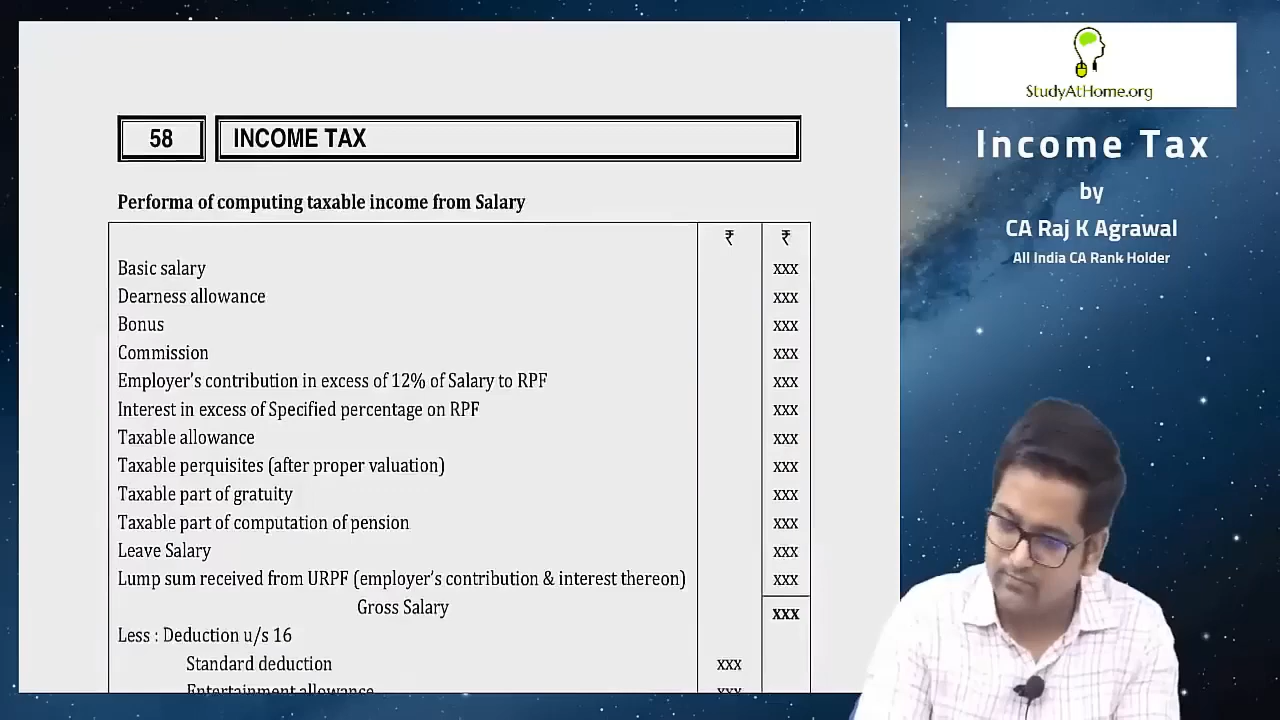 58 INCOME TAX
Performa of computing taxable income from Salary
₹ ₹
Basic salary xxx
Dearness allowance xxx
Bonus xxx
Commission xxx
Employer's contribution in excess of 12% of Salary to RPF xxx
Interest in excess of Specified percentage on RPF xxx
Taxable allowance xxx
Taxable perquisites (after proper valuation) xxx
Taxable part of gratuity xxx
Taxable part of computation of pension xxx
Leave Salary xxx
Lump sum received from URPF (employer's contribution & interest thereon) xxx
Gross Salary xxx
Less : Deduction u/s 16
Standard deduction xxx
Entertainment allowance xxx
StudyAtHome.org
Income Tax
by
CA Raj K Agrawal
All India CA Rank Holder